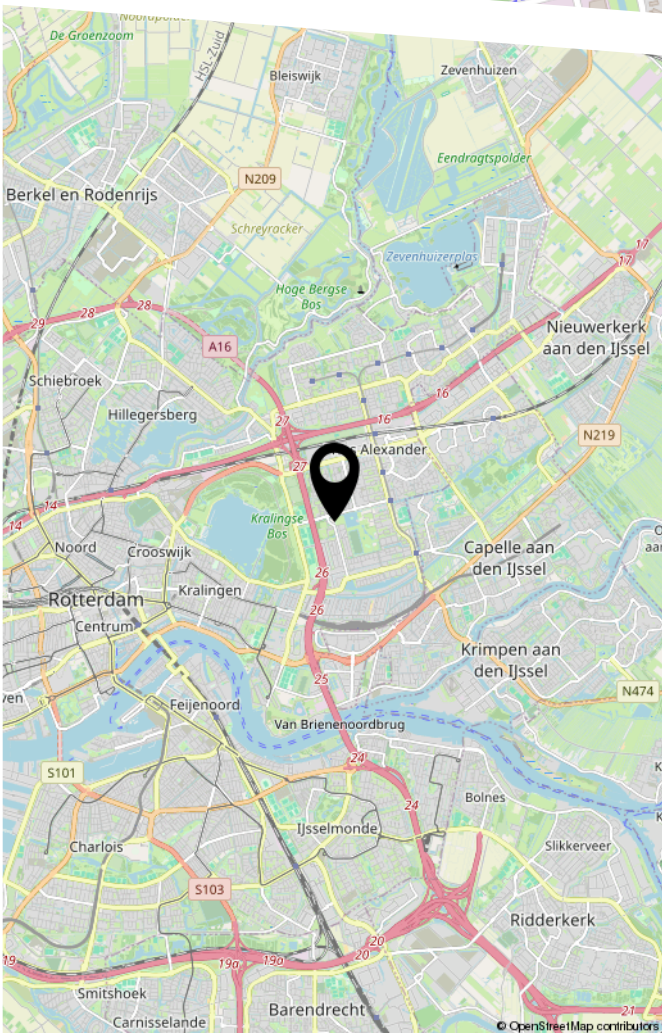 De Groenzoom
HSL-Zuid
Bleiswijk
Zevenhuizen
Eendragtspolder
N209
Berkel en Rodenrijs
Schreyracker
Zevenhuizerplas
17
17
Hoge Bergse
Bos
28
28
29
Nieuwerkerk
aan den IJssel
A16
Schiebroek
16
16
Hillegersberg
27
N219
Alexander
27
14
14
Kralingse
Bos
Noord
Crooswijk
Capelle aan
den IJssel
26
Kralingen
Rotterdam
26
Centrum
Krimpen aan
den IJssel
25
N474
Feijenoord
Van Brienenoordbrug
24
S101
24
Bolnes
IJsselmonde
Charlois
Slikkerveer
S103
Ridderkerk
20
20
19
19a
19a
Smitshoek
Barendrecht
21
Carnisselande
© OpenStreetMap contributors